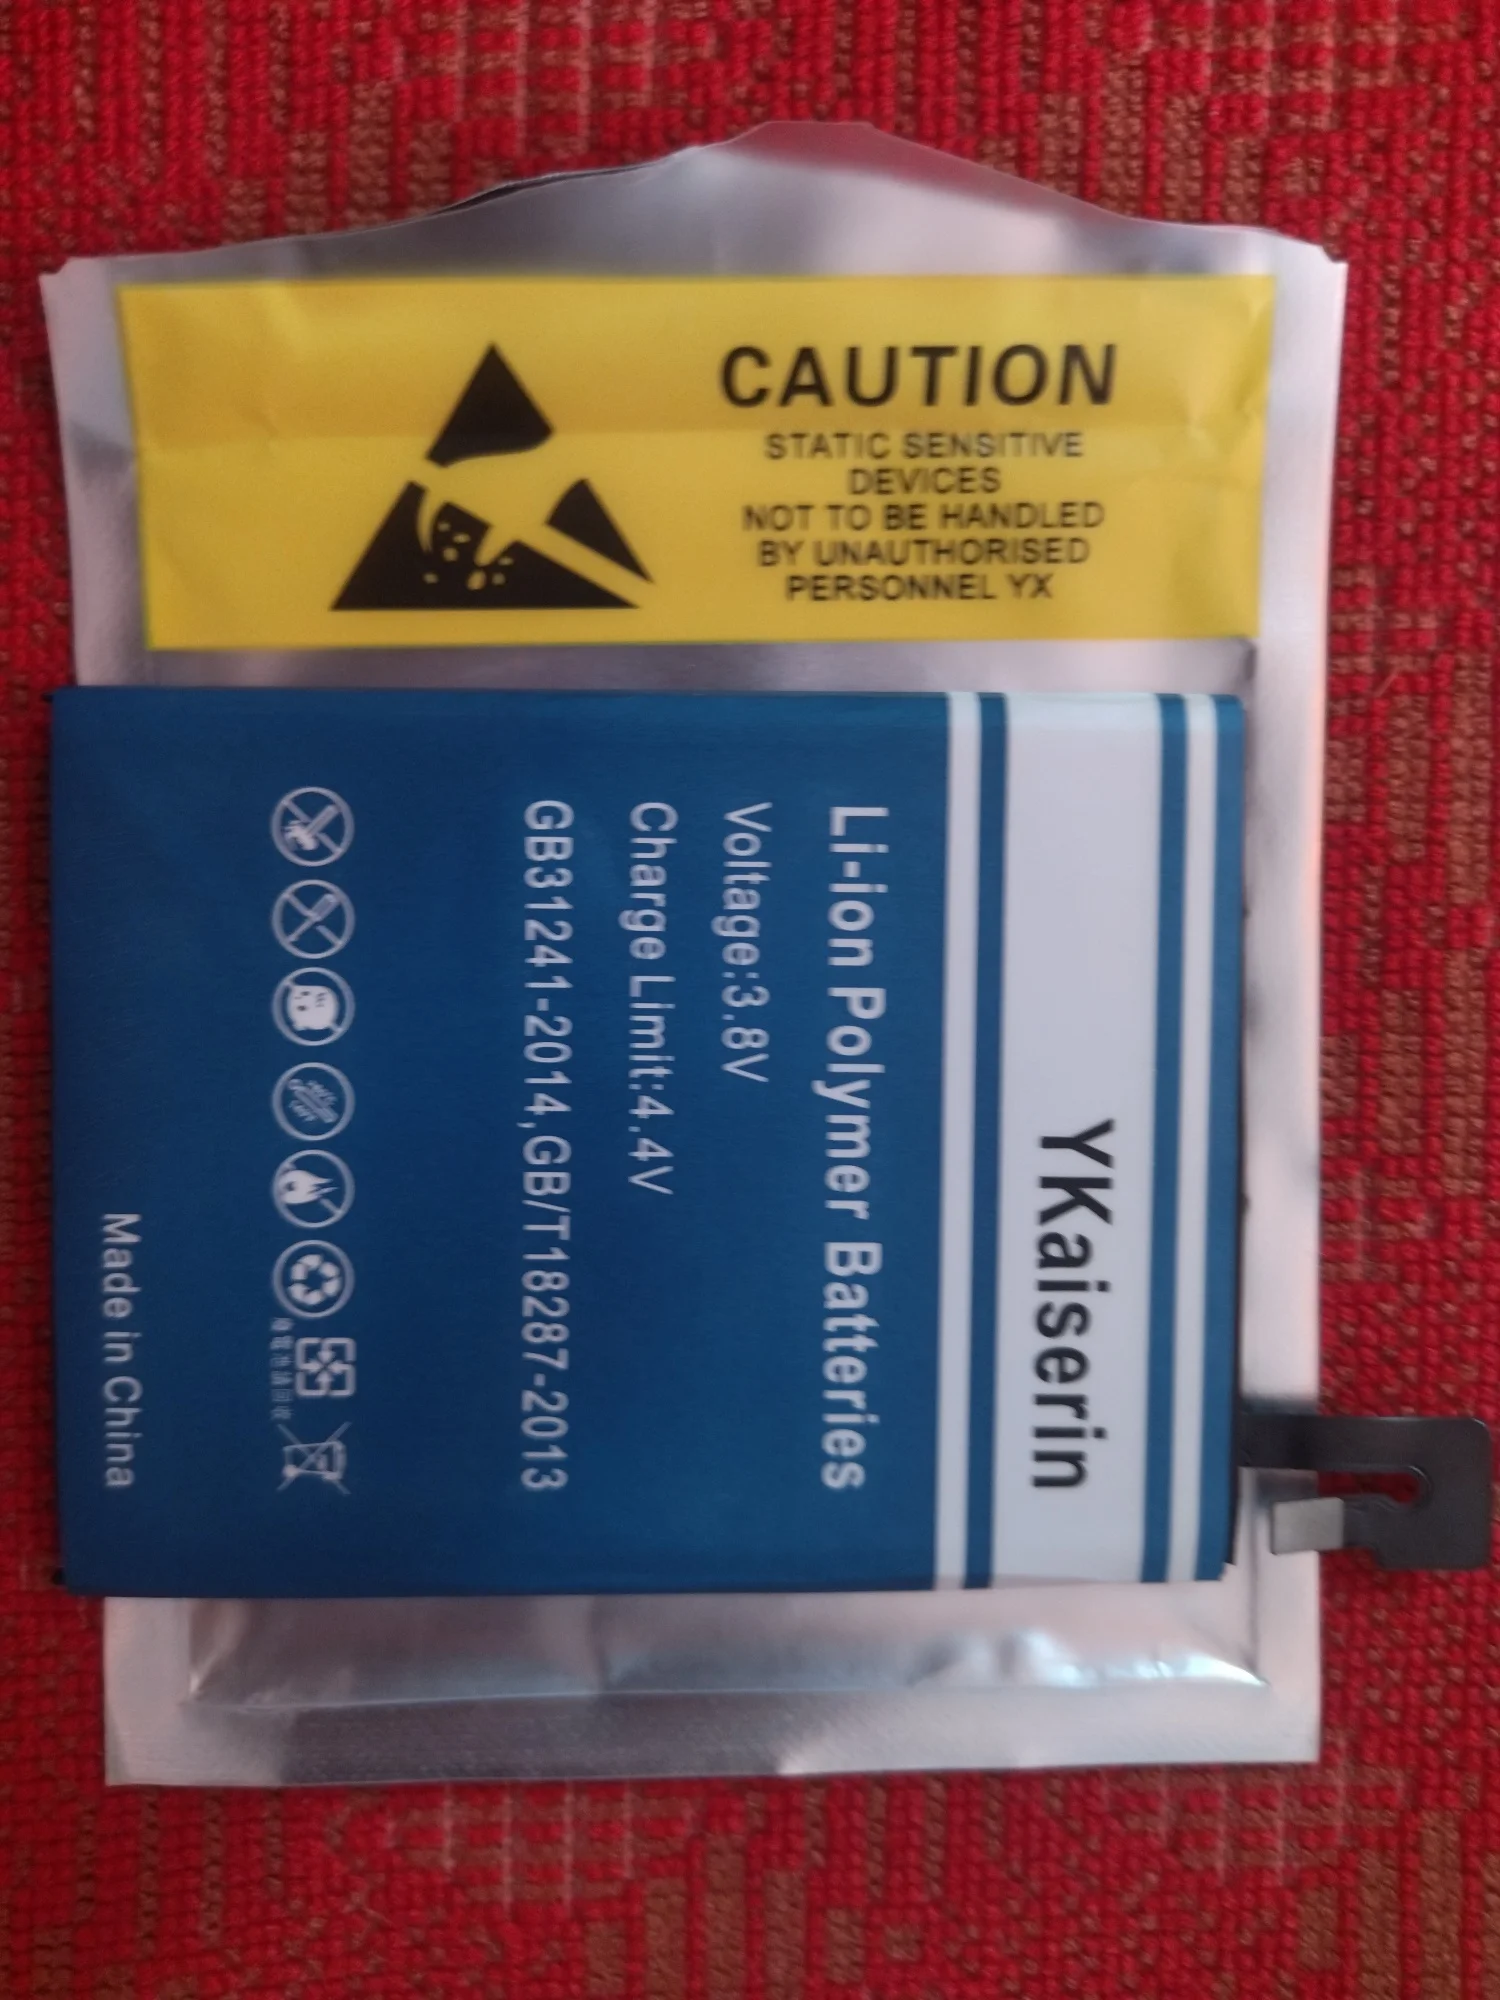 CAUTION
STATIC SENSITIVE
DEVICES
NOT TO BE HANDLED
BY UNAUTHORISED
PERSONNEL YX
YKaiserin
Li-ion Polymer Batteries
Voltage:3.8V
Charge Limit:4.4V
GB31241-2014,GB/T18287-2013
Made in China